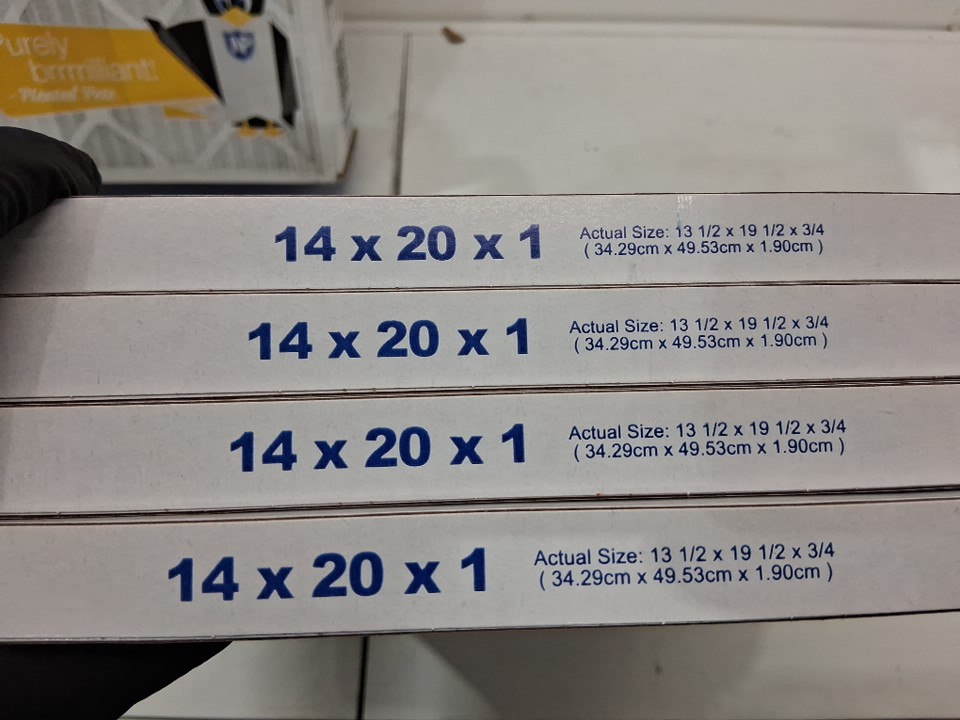 Purely
brrrrilliant!
- Pleated Pete
N
14 x 20 x 1
Actual Size: 13 1/2 x 19 1/2 x 3/4
( 34.29cm x 49.53cm x 1.90cm )
14 x 20 x 1
Actual Size: 13 1/2 x 19 1/2 x 3/4
( 34.29cm x 49.53cm x 1.90cm )
14 x 20 x 1
Actual Size: 13 1/2 x 19 1/2 x 3/4
( 34.29cm x 49.53cm x 1.90cm )
14 x 20 x 1
Actual Size: 13 1/2 x 19 1/2 x 3/4
( 34.29cm x 49.53cm x 1.90cm )